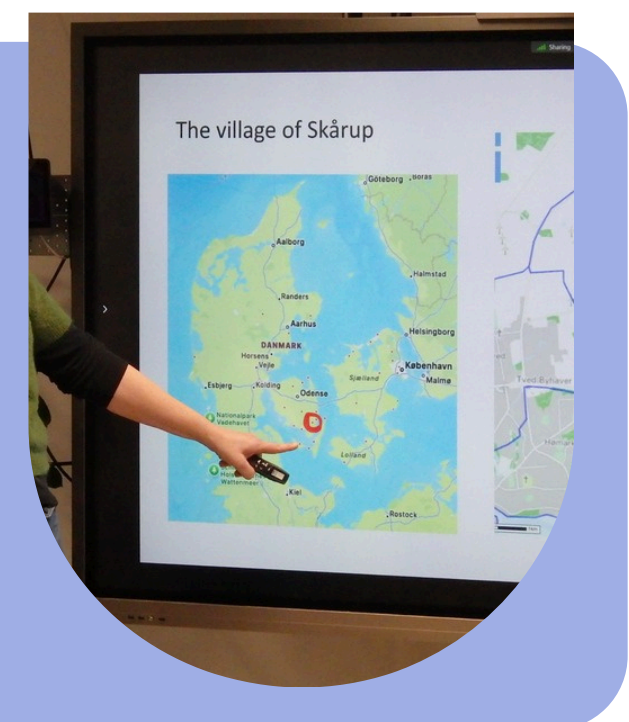 Sharing
The village of Skårup
Göteborg
Borås
Aalborg
Halmstad
Randers
Aarhus
Helsingborg
DANMARK
Horsens
Vejle
København
Sjælland
Malmø
Esbjerg
Kolding
Odense
Tved Byhaver
Nationalpark
Vadehavet
Lolland
Wattenmeer
Kiel
Rostock